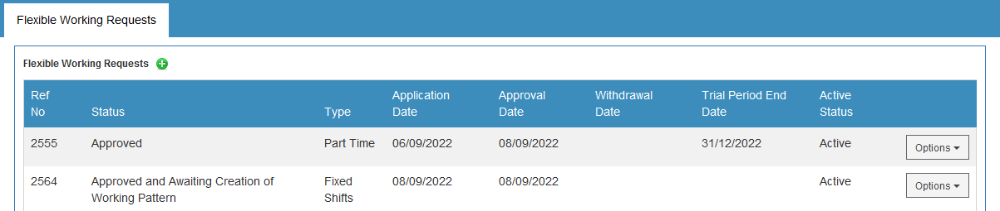 Flexible Working Requests
Flexible Working Requests
Ref No Status Type Application Date Approval Date Withdrawal Date Trial Period End Date Active Status
2555 Approved Part Time 06/09/2022 08/09/2022 31/12/2022 Active Options
2564 Approved and Awaiting Creation of Working Pattern Fixed Shifts 08/09/2022 08/09/2022 Active Options